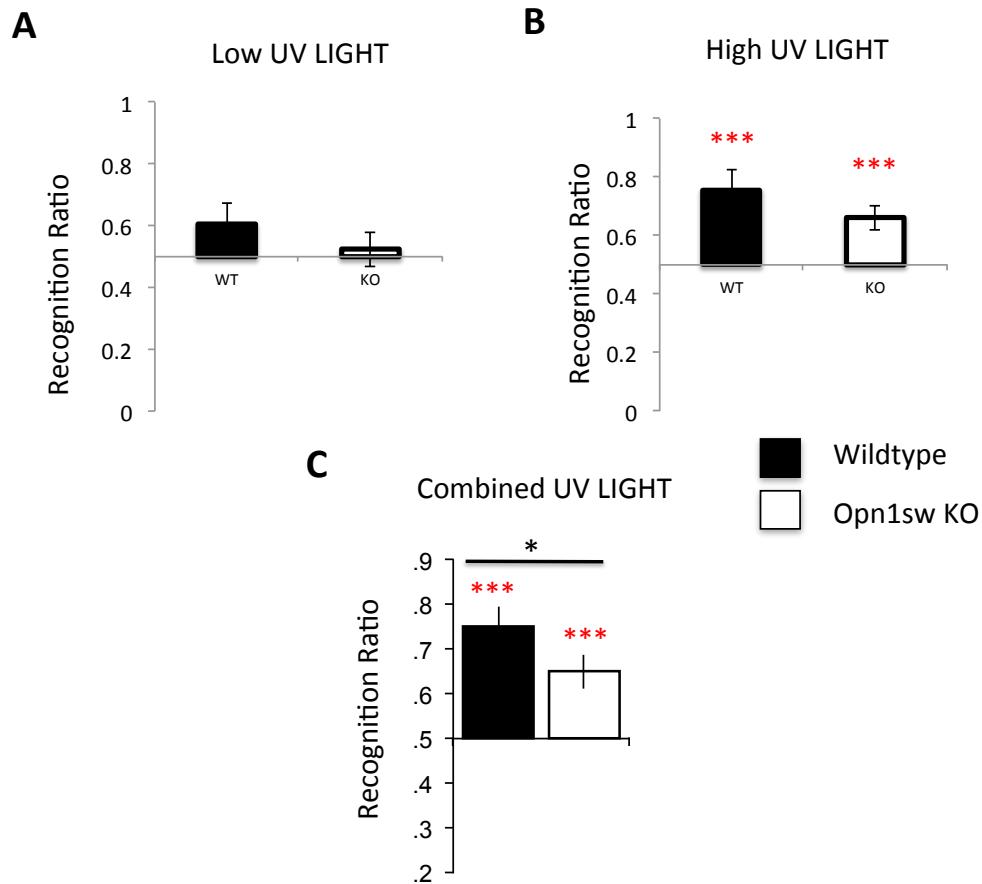 A
Low UV LIGHT
Recognition Ratio
1
0.8
0.6
0.4
0.2
0
WT
KO
B
High UV LIGHT
Recognition Ratio
1
0.8
0.6
0.4
0.2
0
***
***
WT
KO
Wildtype
Opn1sw KO
C
Combined UV LIGHT
Recognition Ratio
.9
.8
.7
.6
.5
.4
.3
.2
*
***
***